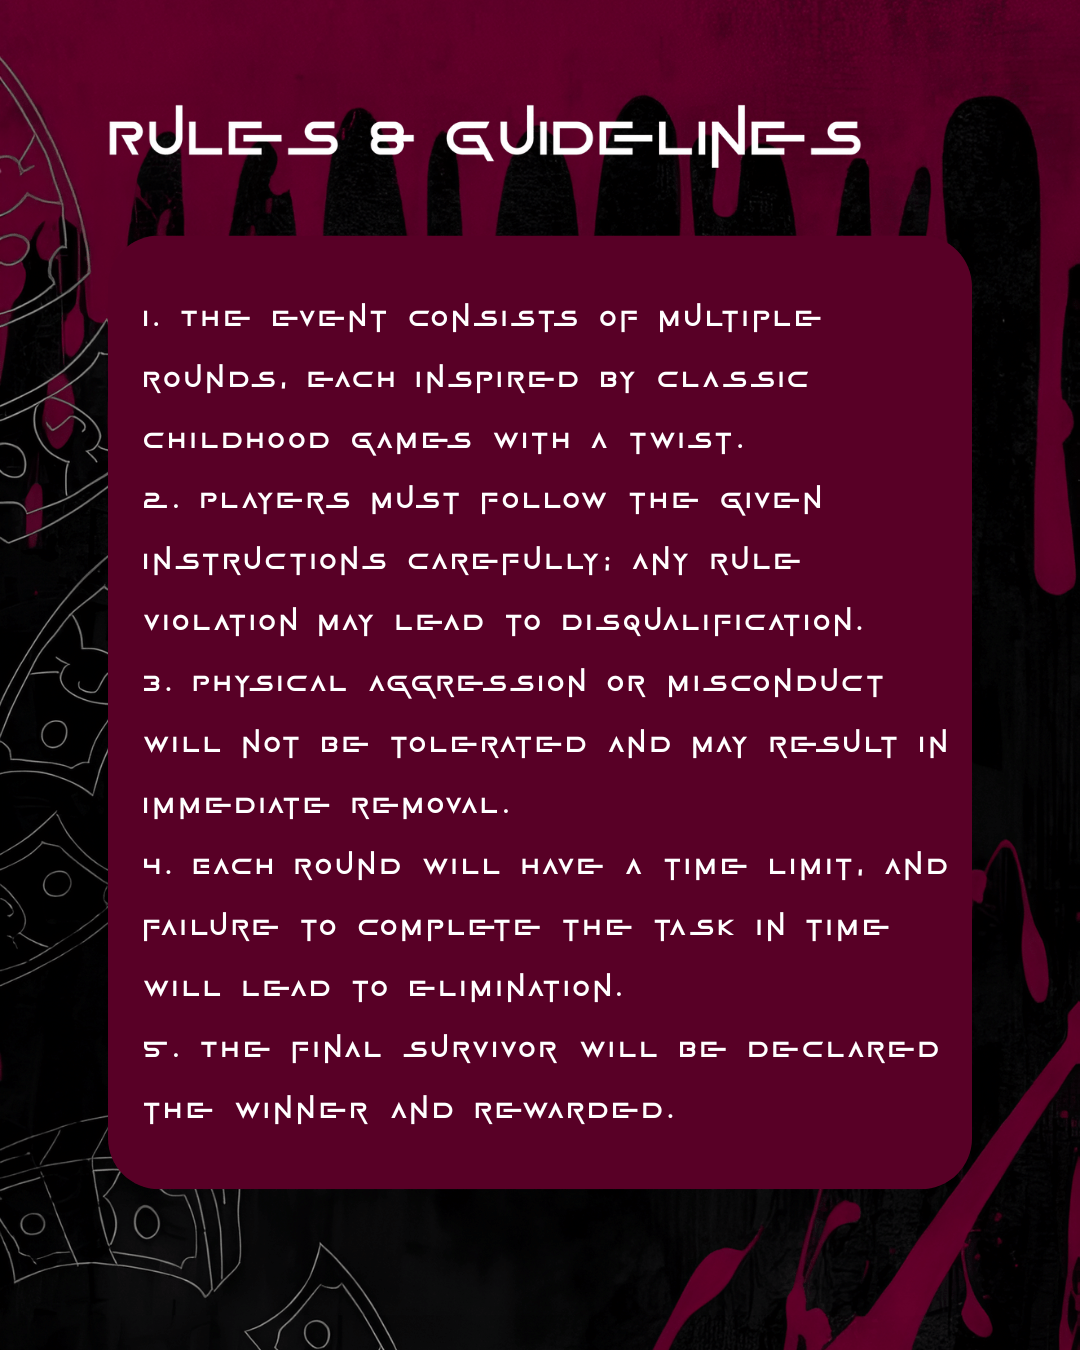 RULES & GUIDELINES
1. THE EVENT CONSISTS OF MULTIPLE
ROUNDS, EACH INSPIRED BY CLASSIC
CHILDHOOD GAMES WITH A TWIST.
2. PLAYERS MUST FOLLOW THE GIVEN
INSTRUCTIONS CAREFULLY; ANY RULE
VIOLATION MAY LEAD TO DISQUALIFICATION.
3. PHYSICAL AGGRESSION OR MISCONDUCT
WILL NOT BE TOLERATED AND MAY RESULT IN
IMMEDIATE REMOVAL.
4. EACH ROUND WILL HAVE A TIME LIMIT, AND
FAILURE TO COMPLETE THE TASK IN TIME
WILL LEAD TO ELIMINATION.
5. THE FINAL SURVIVOR WILL BE DECLARED
THE WINNER AND REWARDED.